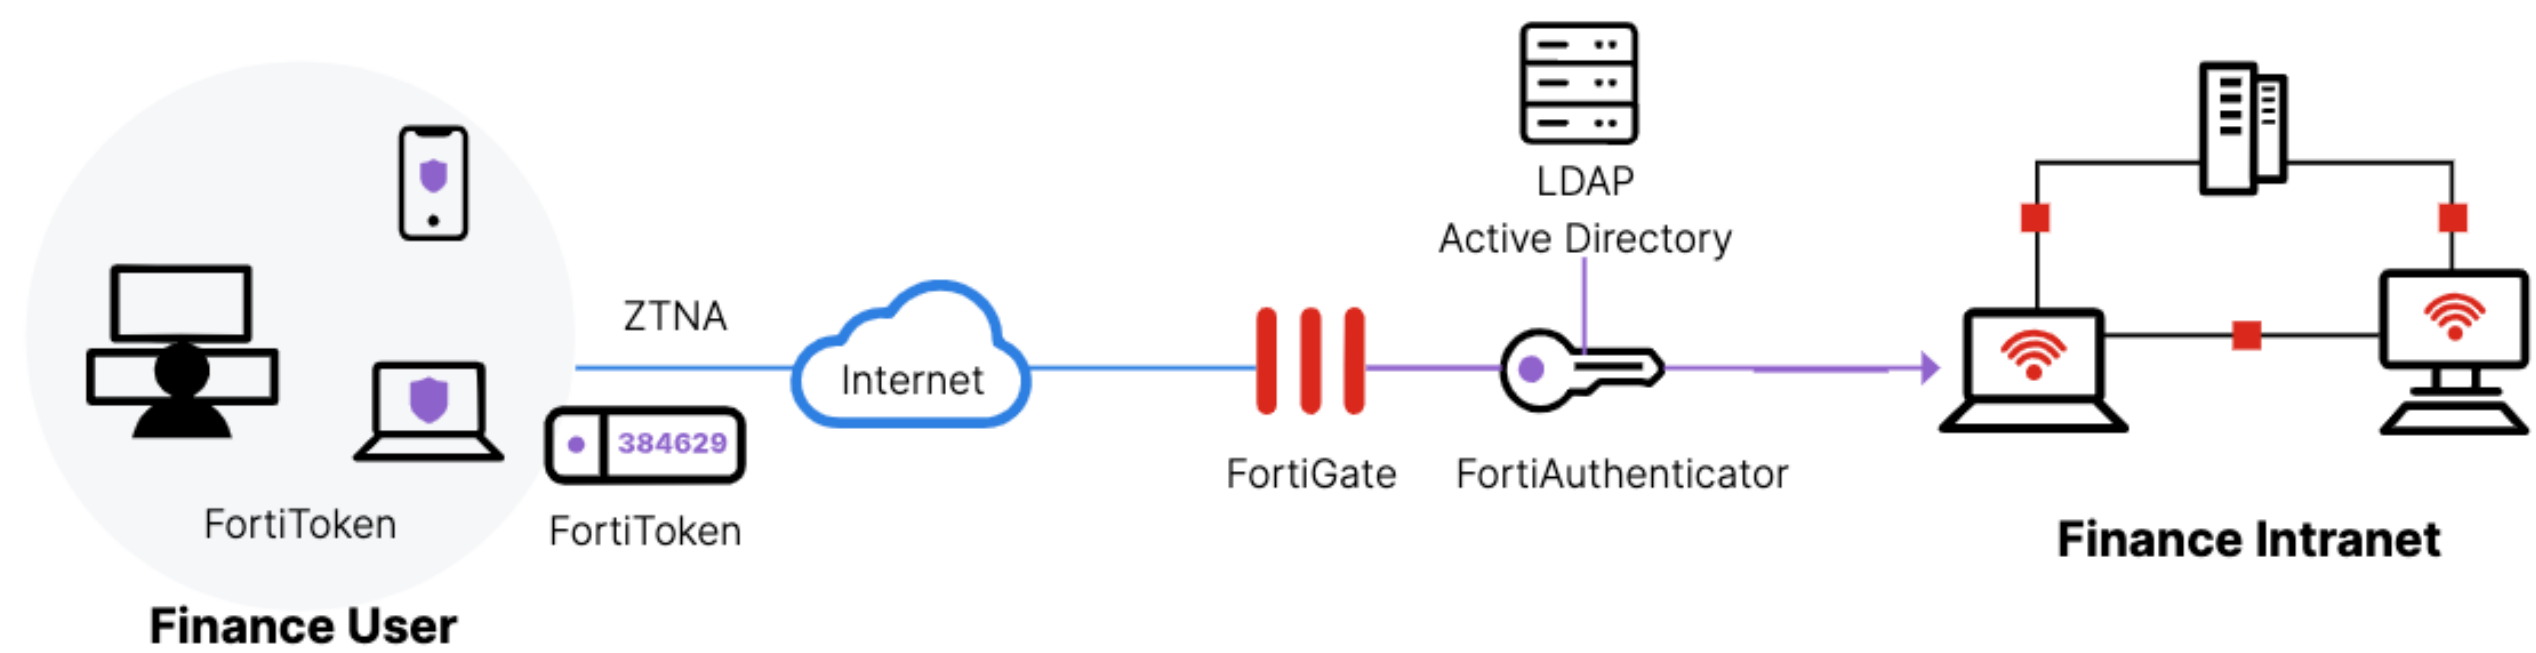 LDAP
Active Directory
ZTNA
Internet
384629
FortiToken
FortiToken
FortiGate
FortiAuthenticator
Finance User
Finance Intranet